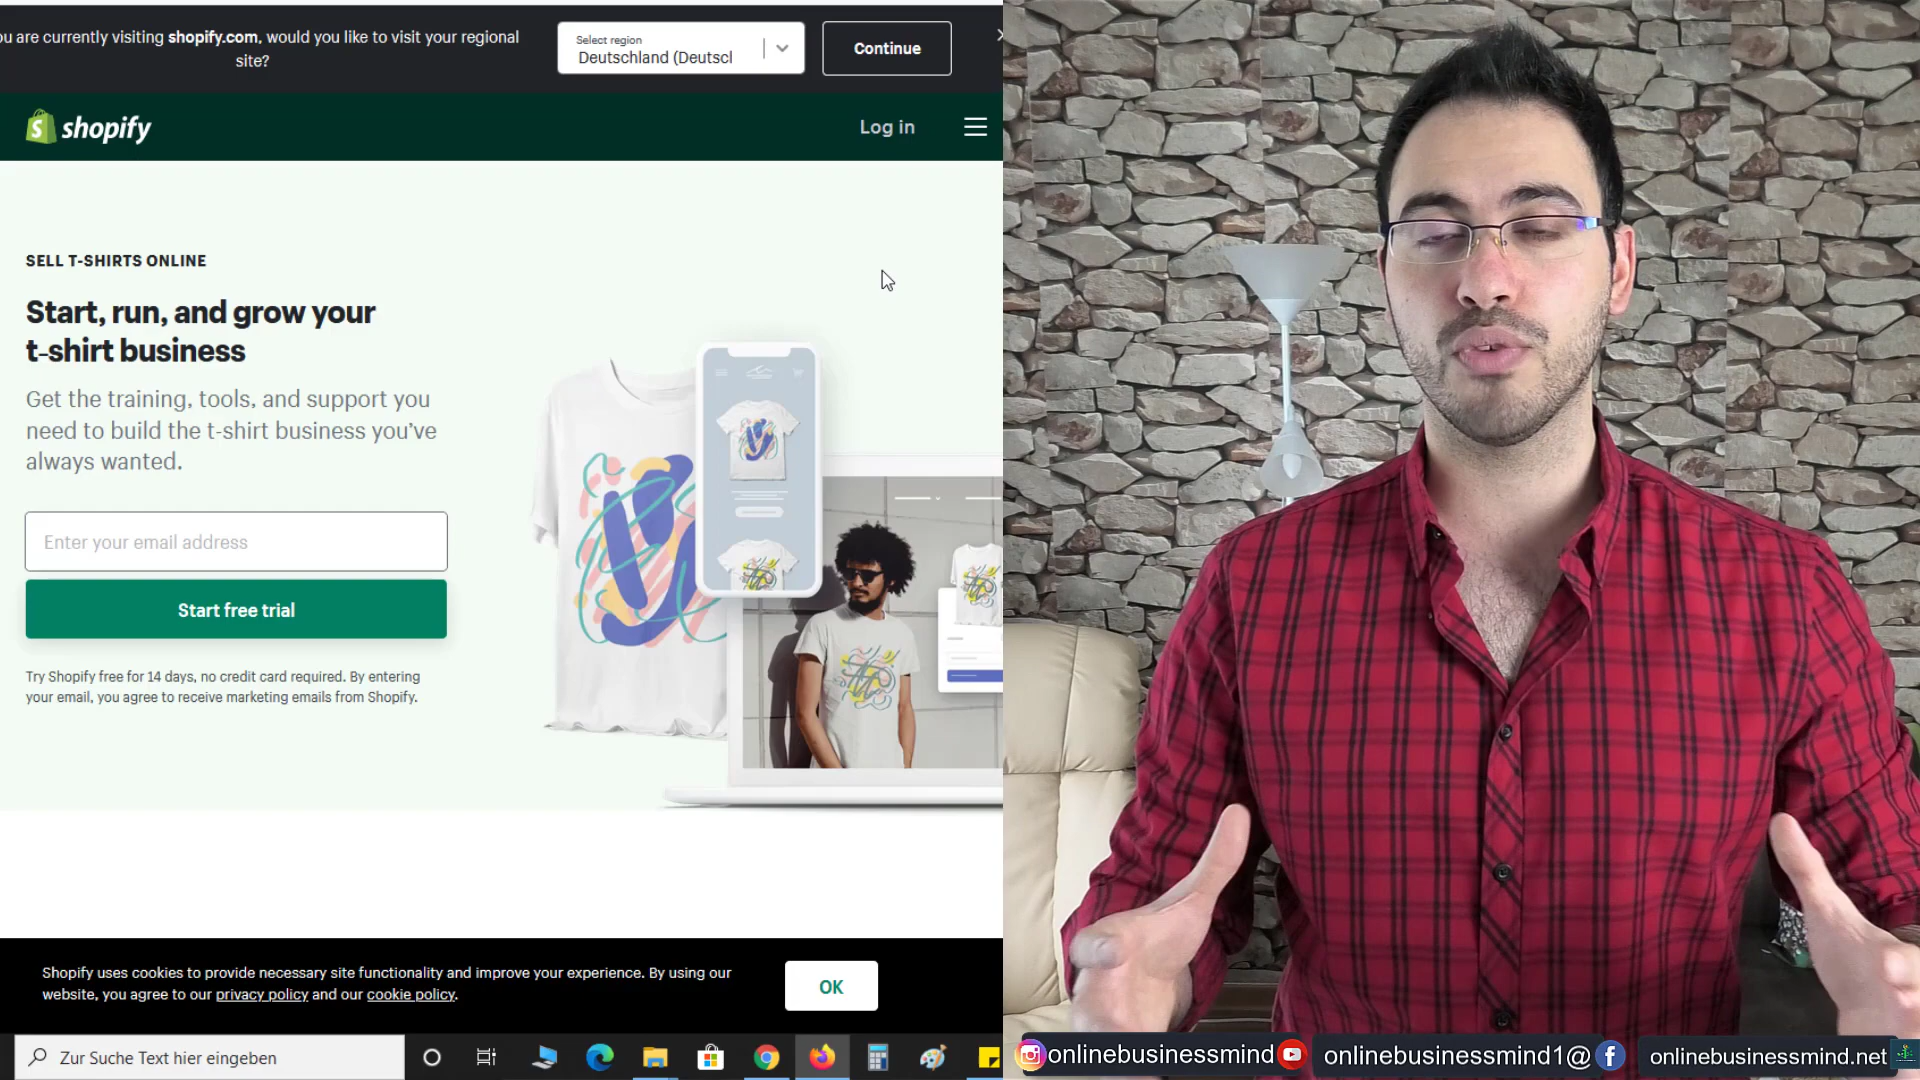 ou are currently visiting shopify.com, would you like to visit your regional
site?
Select region
Deutschland (Deutscl
Continue
shopify
Log in
SELL T-SHIRTS ONLINE
Start, run, and grow your
t-shirt business
Get the training, tools, and support you
need to build the t-shirt business you've
always wanted.
Enter your email address
Start free trial
Try Shopify free for 14 days, no credit card required. By entering
your email, you agree to receive marketing emails from Shopify.
Shopify uses cookies to provide necessary site functionality and improve your experience. By using our
website, you agree to our privacy policy and our cookie policy.
OK
Zur Suche Text hier eingeben
onlinebusinessmind
onlinebusinessmind1@
onlinebusinessmind.net